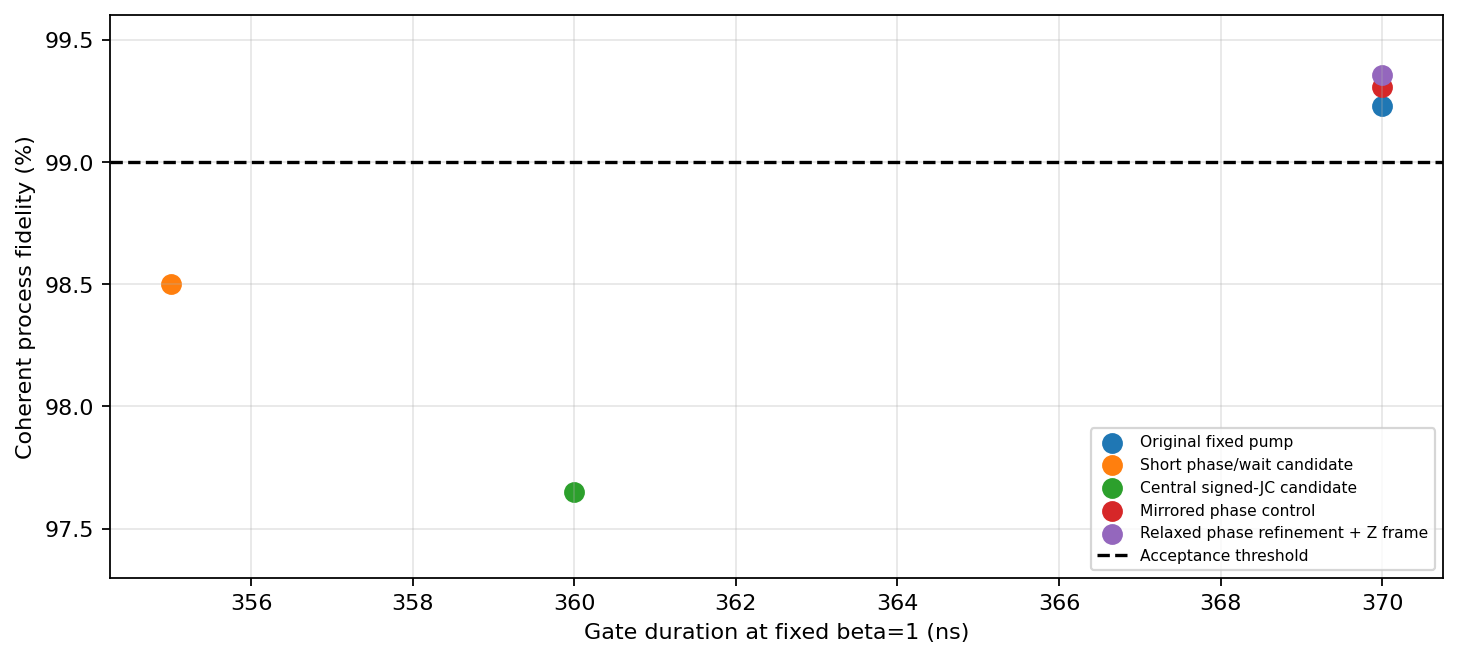 99.5
99.0
98.5
98.0
97.5
Coherent process fidelity (%)
356
358
360
362
364
366
368
370
Gate duration at fixed beta=1 (ns)
Original fixed pump
Short phase/wait candidate
Central signed-JC candidate
Mirrored phase control
Relaxed phase refinement + Z frame
Acceptance threshold